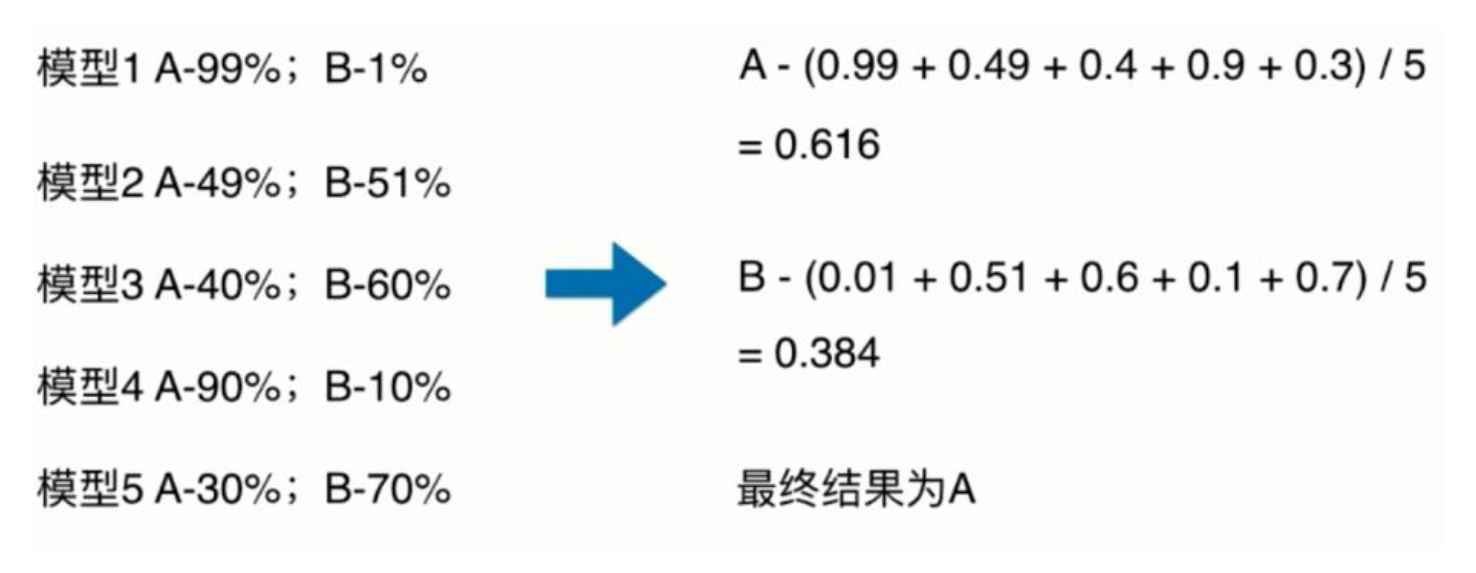 模型1 A-99%；B-1%
模型2 A-49%；B-51%
模型3 A-40%；B-60%
模型4 A-90%；B-10%
模型5 A-30%；B-70%
A - (0.99 + 0.49 + 0.4 + 0.9 + 0.3) / 5
= 0.616
B - (0.01 + 0.51 + 0.6 + 0.1 + 0.7) / 5
= 0.384
最终结果为A